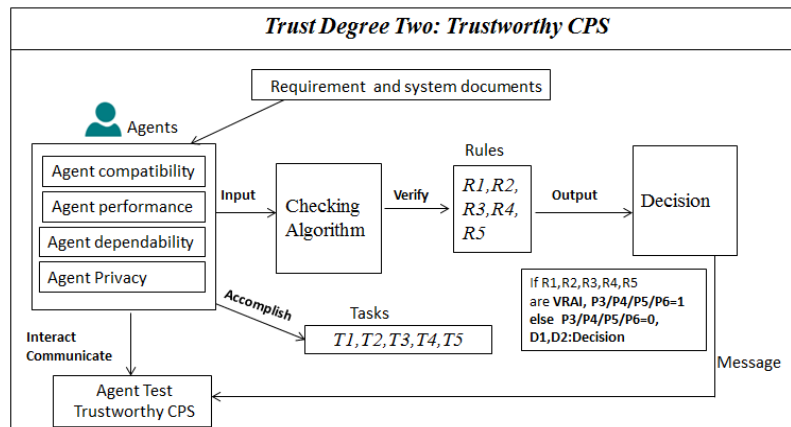 Trust Degree Two: Trustworthy CPS
Requirement and system documents
Agents
Agent compatibility
Agent performance
Agent dependability
Agent Privacy
Input
Checking
Algorithm
Verify
Rules
R1,R2,
R3,R4,
R5
Output
Decision
If R1,R2,R3,R4,R5
are VRAI, P3/P4/P5/P6=1
else P3/P4/P5/P6=0,
D1,D2:Decision
Accomplish
Tasks
T1,T2,T3,T4,T5
Interact
Communicate
Message
Agent Test
Trustworthy CPS